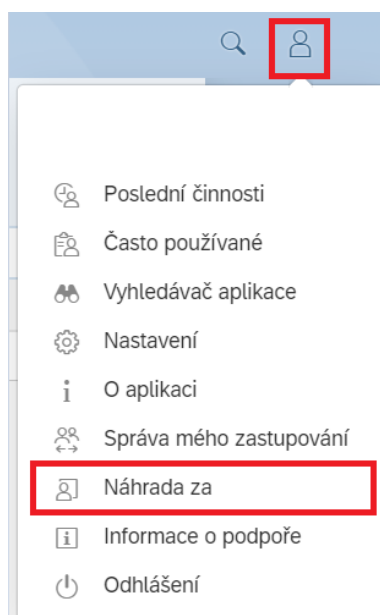 Poslední činnosti
Často používané
Vyhledávač aplikace
Nastavení
O aplikaci
Správa mého zastupování
Náhrada za
Informace o podpoře
Odhlášení